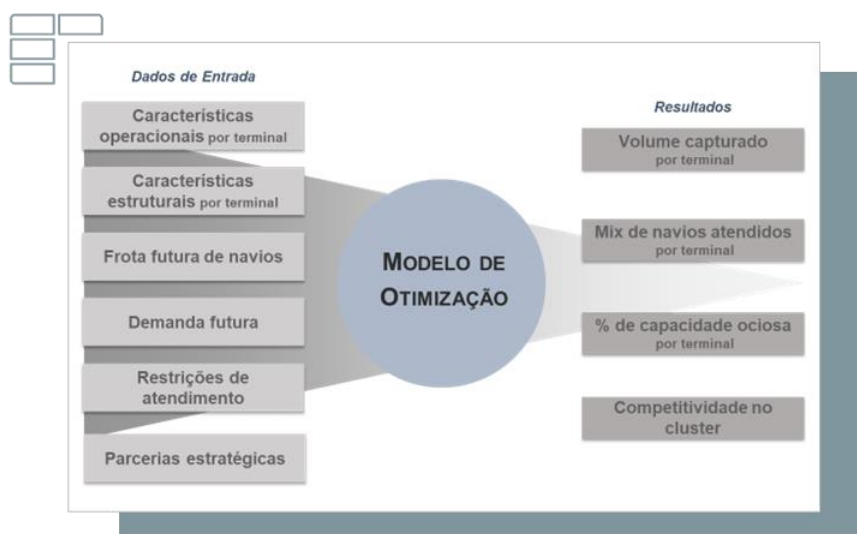 Dados de Entrada
Características
operacionais por terminal
Características
estruturais por terminal
Frota futura de navios
Demanda futura
Restrições de
atendimento
Parcerias estratégicas
MODELO DE
OTIMIZAÇÃO
Resultados
Volume capturado
por terminal
Mix de navios atendidos
por terminal
% de capacidade ociosa
por terminal
Competitividade no
cluster